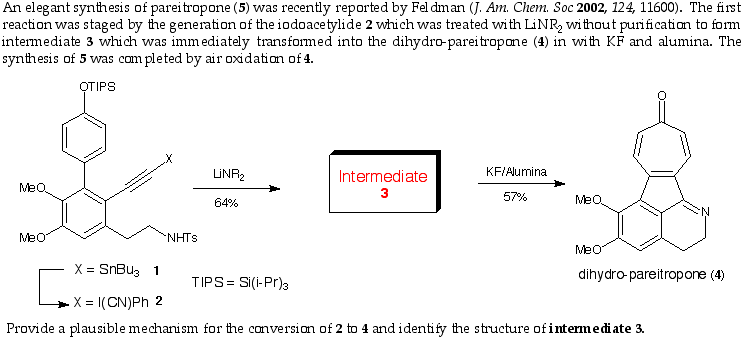 An elegant synthesis of pareitropone (5) was recently reported by Feldman (J. Am. Chem. Soc 2002, 124, 11600). The first
reaction was staged by the generation of the iodoacetylide 2 which was treated with LiNR2 without purification to form
intermediate 3 which was immediately transformed into the dihydro-pareitropone (4) in with KF and alumina. The
synthesis of 5 was completed by air oxidation of 4.
OTIPS
X
MeO
MeO
NHTs
X = SnBu3 1
X = I(CN)Ph 2
TIPS = Si(i-Pr)3
LiNR2
64%
Intermediate
3
KF/Alumina
57%
O
MeO
MeO
N
dihydro-pareitropone (4)
Provide a plausible mechanism for the conversion of 2 to 4 and identify the structure of intermediate 3.